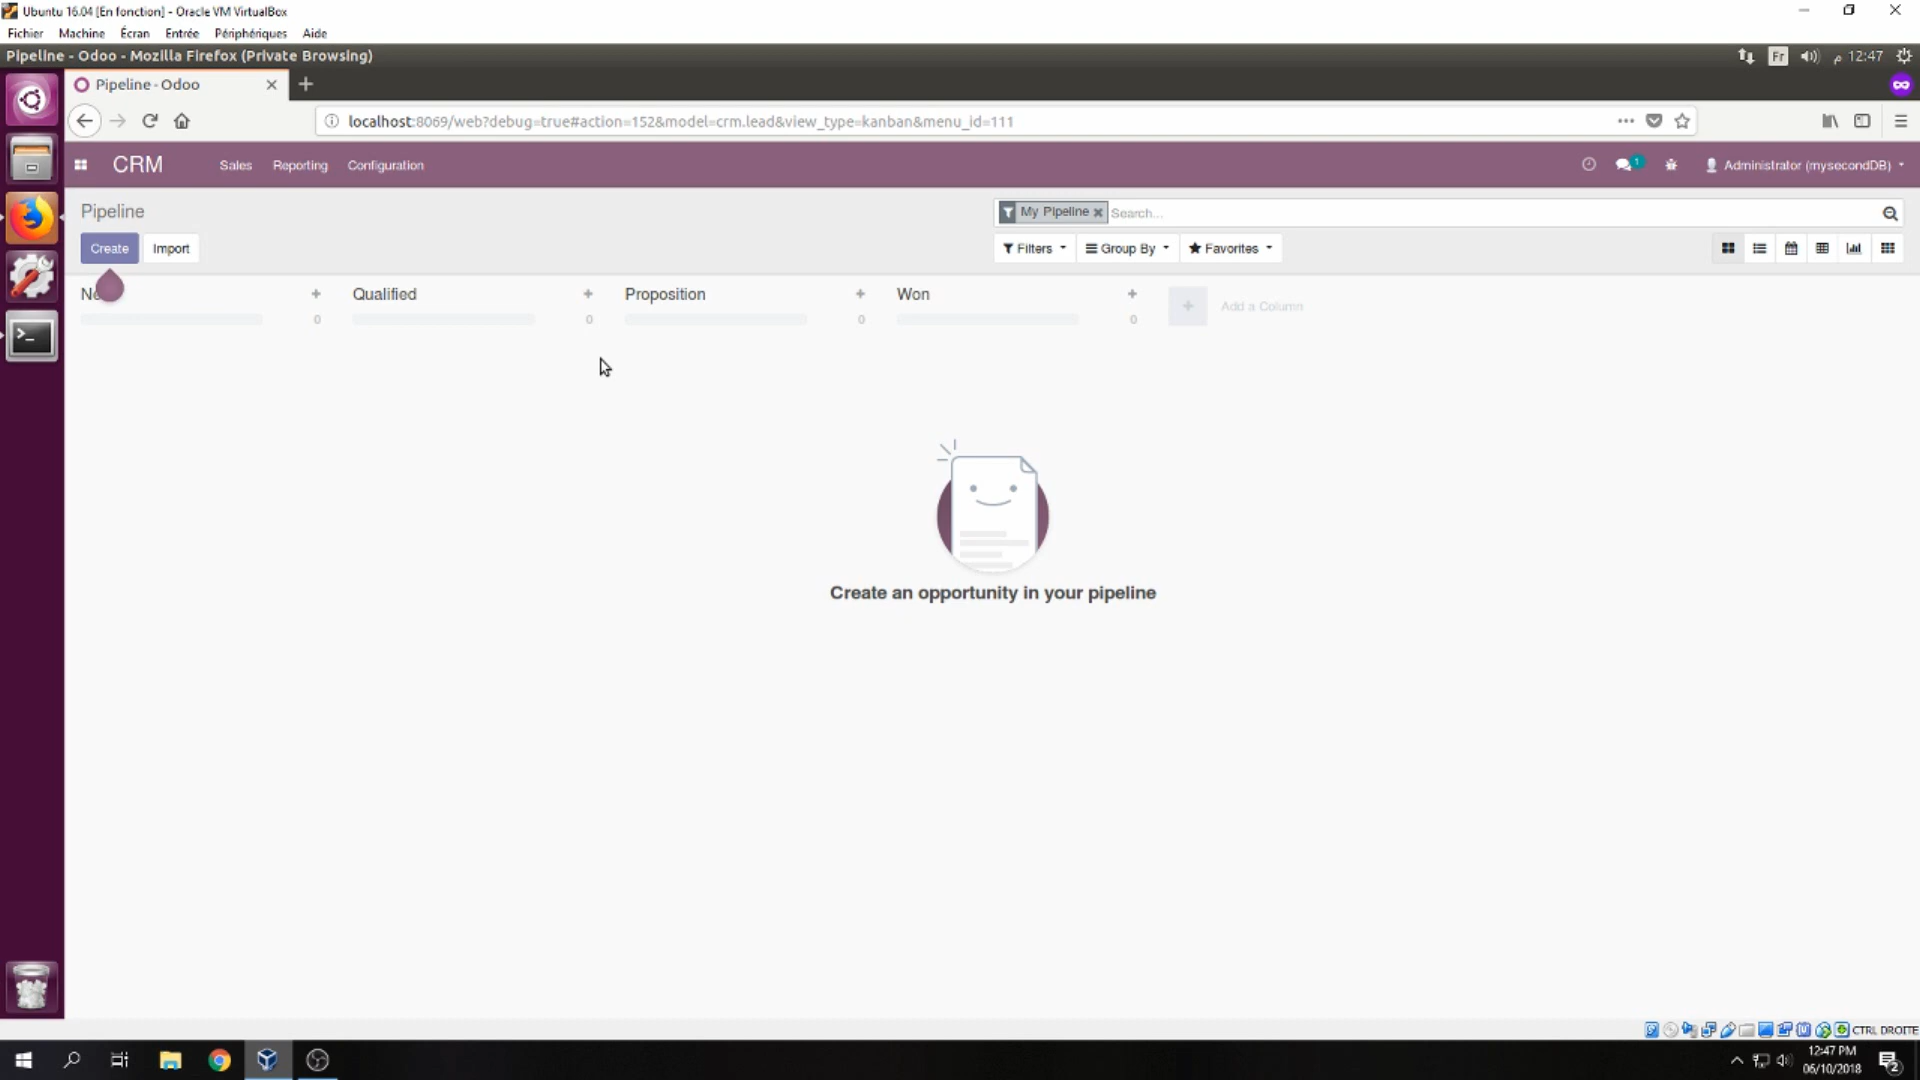 Ubuntu 16.04 [En fonction] - Oracle VM VirtualBox
Fichier Machine Écran Entrée Périphériques Aide
Pipeline - Odoo - Mozilla Firefox (Private Browsing)
Fr
م 12:47
Pipeline - Odoo
localhost:8069/web?debug=true#action=152&model=crm.lead&view_type=kanban&menu_id=111
CRM Sales Reporting Configuration
1
Administrator (mysecondDB)
Pipeline
My Pipeline Search...
Create Import
Filters Group By Favorites
Qualified Proposition Won
Add a Column
0 0 0 0
Create an opportunity in your pipeline
CTRL DROITE
12:47 PM
06/10/2018
2